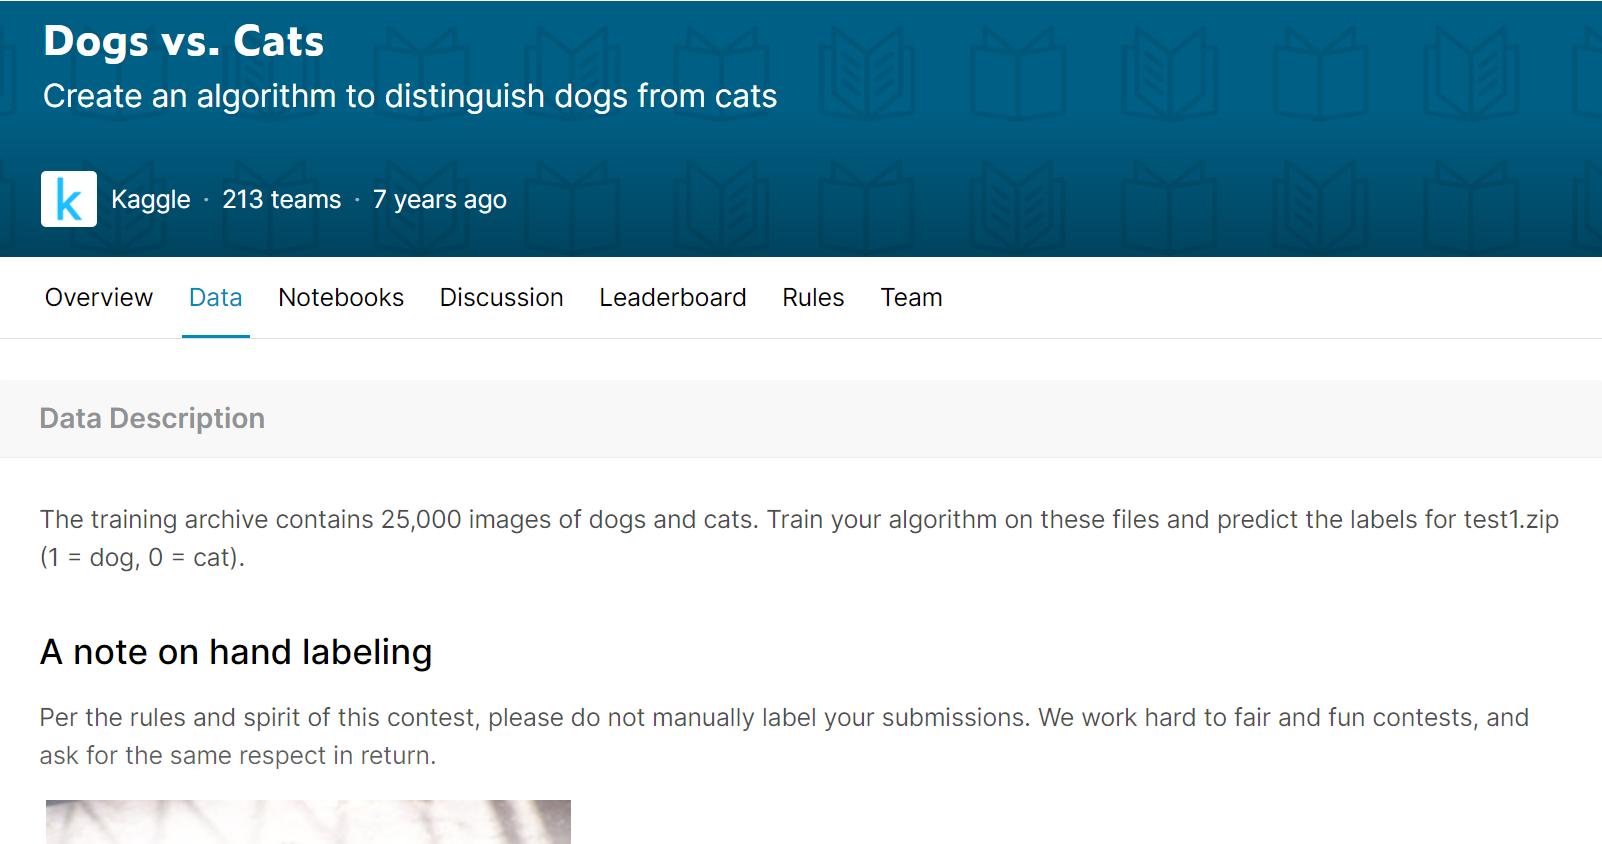 Dogs vs. Cats
Create an algorithm to distinguish dogs from cats
k Kaggle · 213 teams · 7 years ago
Overview Data Notebooks Discussion Leaderboard Rules Team
Data Description
The training archive contains 25,000 images of dogs and cats. Train your algorithm on these files and predict the labels for test1.zip
(1 = dog, 0 = cat).
A note on hand labeling
Per the rules and spirit of this contest, please do not manually label your submissions. We work hard to fair and fun contests, and
ask for the same respect in return.